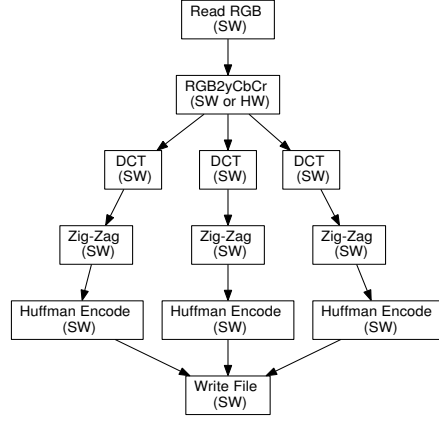 Read RGB
(SW)
RGB2yCbCr
(SW or HW)
DCT
(SW)
DCT
(SW)
DCT
(SW)
Zig-Zag
(SW)
Zig-Zag
(SW)
Zig-Zag
(SW)
Huffman Encode
(SW)
Huffman Encode
(SW)
Huffman Encode
(SW)
Write File
(SW)